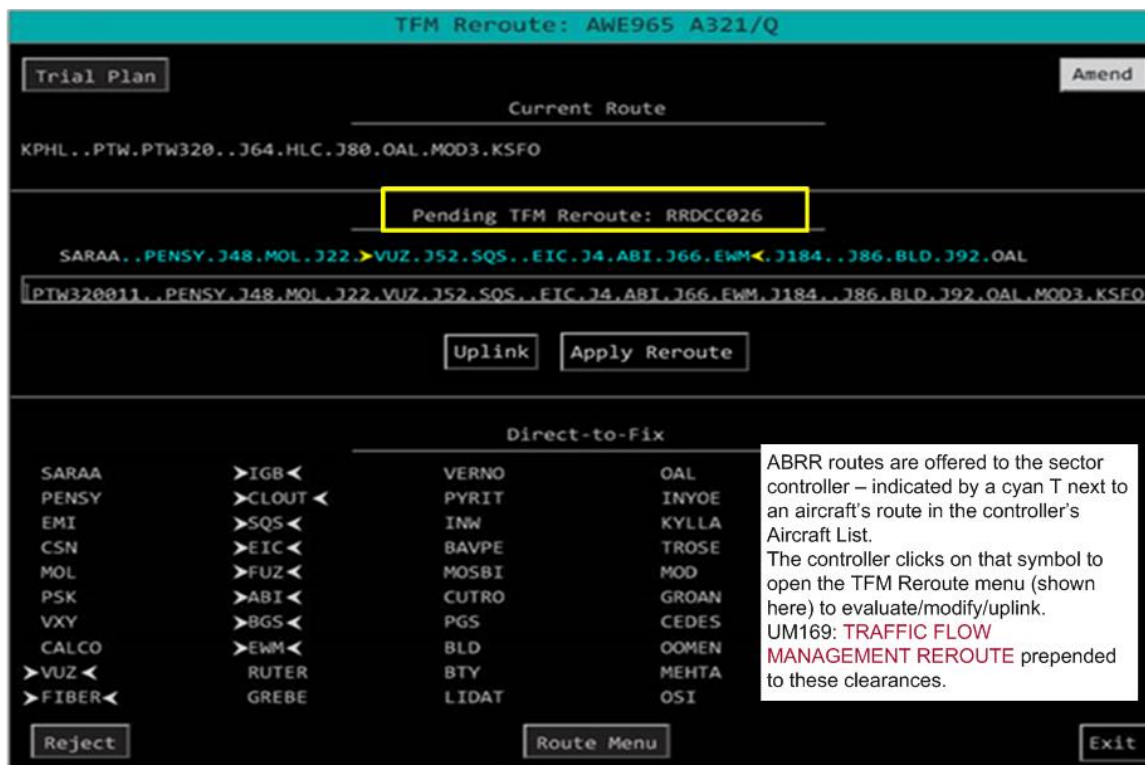 TFM Reroute: AWE965 A321/Q
Trial Plan
Amend
Current Route
KPHL..PTW.PTW320..J64.HLC.J80.OAL.MOD3.KSFO
Pending TFM Reroute: RRDCC026
SARAA..PENSY.J48.MOL.J22.➤VUZ.J52.SQS..EIC.J4.ABI.J66.EWM⮜.J184..J86.BLD.J92.OAL
PTW320011..PENSY.J48.MOL.J22.VUZ.J52.SQS..EIC.J4.ABI.J66.EWM.J184..J86.BLD.J92.OAL.MOD3.KSFO
Uplink Apply Reroute
Direct-to-Fix
SARAA ➤IGB⮜ VERNO OAL
PENSY ➤CLOUT⮜ PYRIT INYOE
EMI ➤SQS⮜ INW KYLLA
CSN ➤EIC⮜ BAVPE TROSE
MOL ➤FUZ⮜ MOSBI MOD
PSK ➤ABI⮜ CUTRO GROAN
VXY ➤BGS⮜ PGS CEDES
CALCO ➤EWM⮜ BLD OOMEN
➤VUZ⮜ RUTER BTY MEHTA
➤FIBER⮜ GREBE LIDAT OSI
ABRR routes are offered to the sector
controller – indicated by a cyan T next to
an aircraft's route in the controller's
Aircraft List.
The controller clicks on that symbol to
open the TFM Reroute menu (shown
here) to evaluate/modify/uplink.
UM169: TRAFFIC FLOW
MANAGEMENT REROUTE prepended
to these clearances.
Reject
Route Menu
Exit